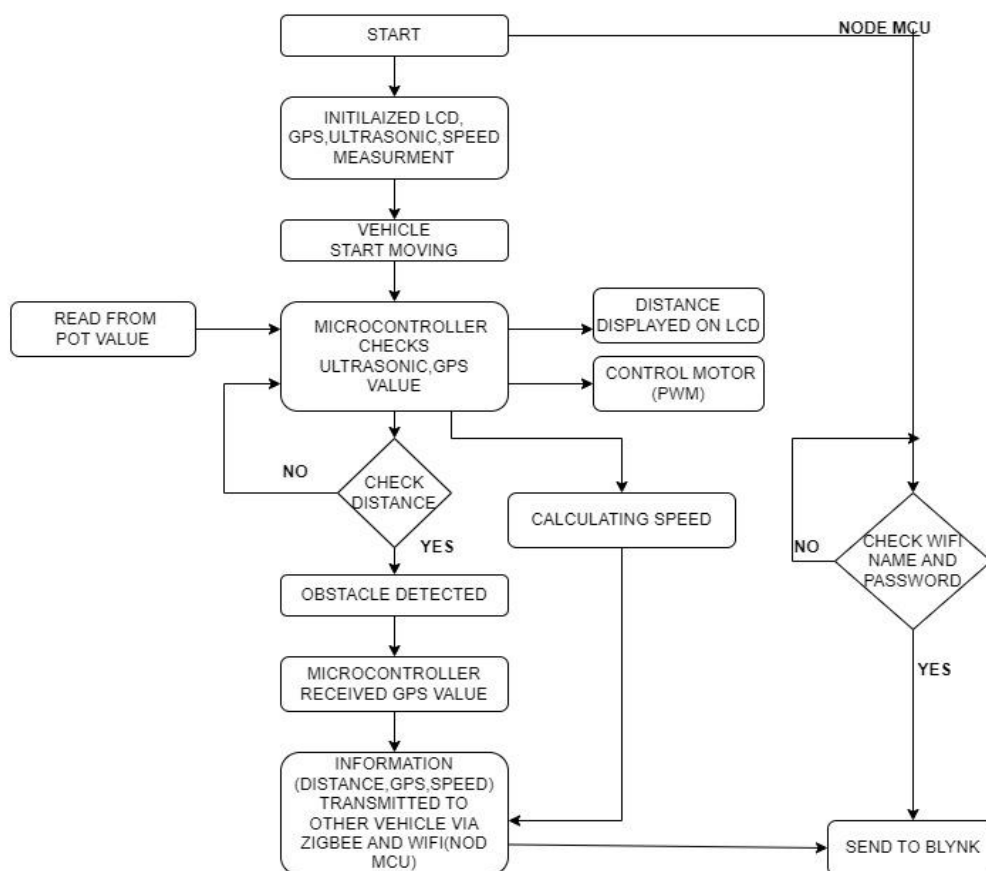 START
NODE MCU
INITILAIZED LCD,
GPS,ULTRASONIC,SPEED
MEASURMENT
VEHICLE
START MOVING
READ FROM
POT VALUE
MICROCONTROLLER
CHECKS
ULTRASONIC,GPS
VALUE
DISTANCE
DISPLAYED ON LCD
CONTROL MOTOR
(PWM)
NO
CHECK
DISTANCE
YES
CALCULATING SPEED
NO
CHECK WIFI
NAME AND
PASSWORD
YES
OBSTACLE DETECTED
MICROCONTROLLER
RECEIVED GPS VALUE
INFORMATION
(DISTANCE,GPS,SPEED)
TRANSMITTED TO
OTHER VEHICLE VIA
ZIGBEE AND WIFI(NOD
MCU)
SEND TO BLYNK